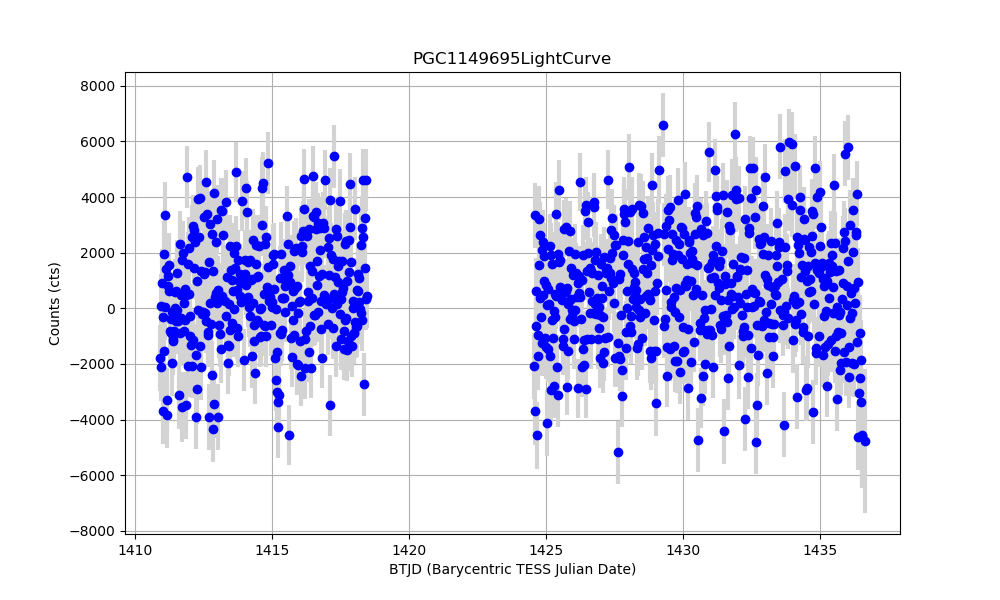 PGC1149695LightCurve
8000
6000
4000
2000
0
−2000
−4000
−6000
−8000
Counts (cts)
1410 1415 1420 1425 1430 1435
BTJD (Barycentric TESS Julian Date)